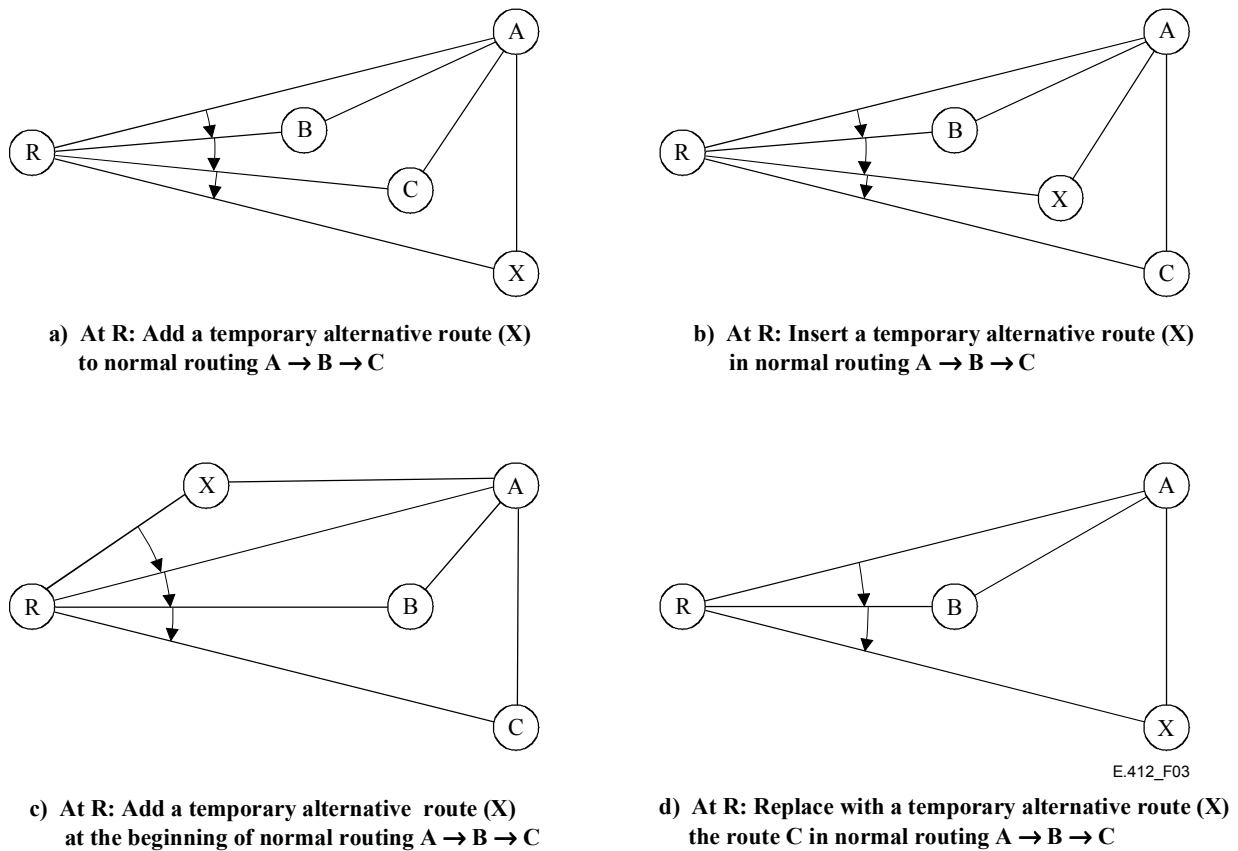 A
B
R
C
X
a) At R: Add a temporary alternative route (X)
to normal routing A → B → C
A
B
R
X
C
b) At R: Insert a temporary alternative route (X)
in normal routing A → B → C
X
A
R
B
C
c) At R: Add a temporary alternative route (X)
at the beginning of normal routing A → B → C
A
R
B
X
E.412_F03
d) At R: Replace with a temporary alternative route (X)
the route C in normal routing A → B → C